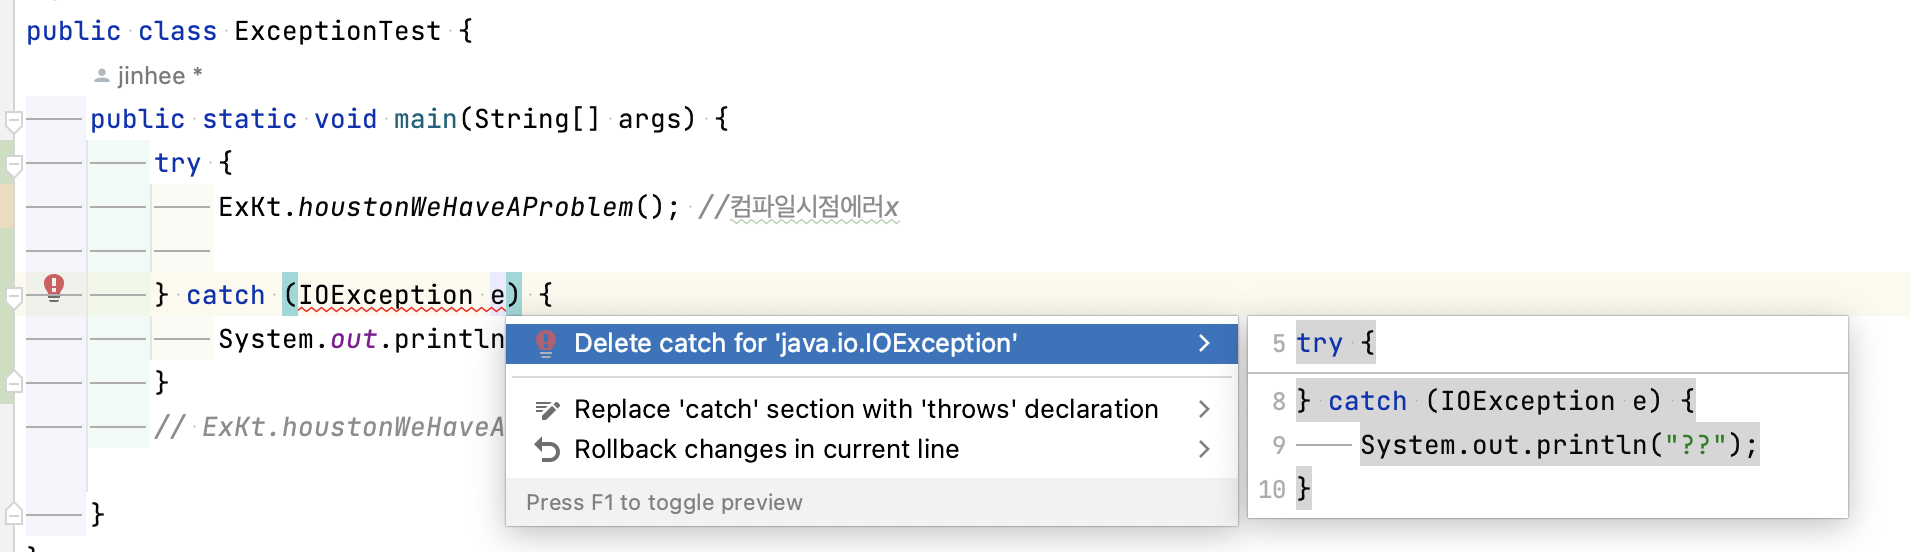 public class ExceptionTest {
jinhee *
public static void main(String[] args) {
try {
ExKt.houstonWeHaveAProblem(); //컴파일시점에러x
} catch (IOException e) {
System.out.println
}
// ExKt.houstonWeHaveA
}
Delete catch for 'java.io.IOException'
Replace 'catch' section with 'throws' declaration
Rollback changes in current line
Press F1 to toggle preview
5 try {
8 } catch (IOException e) {
9 System.out.println("??");
10 }